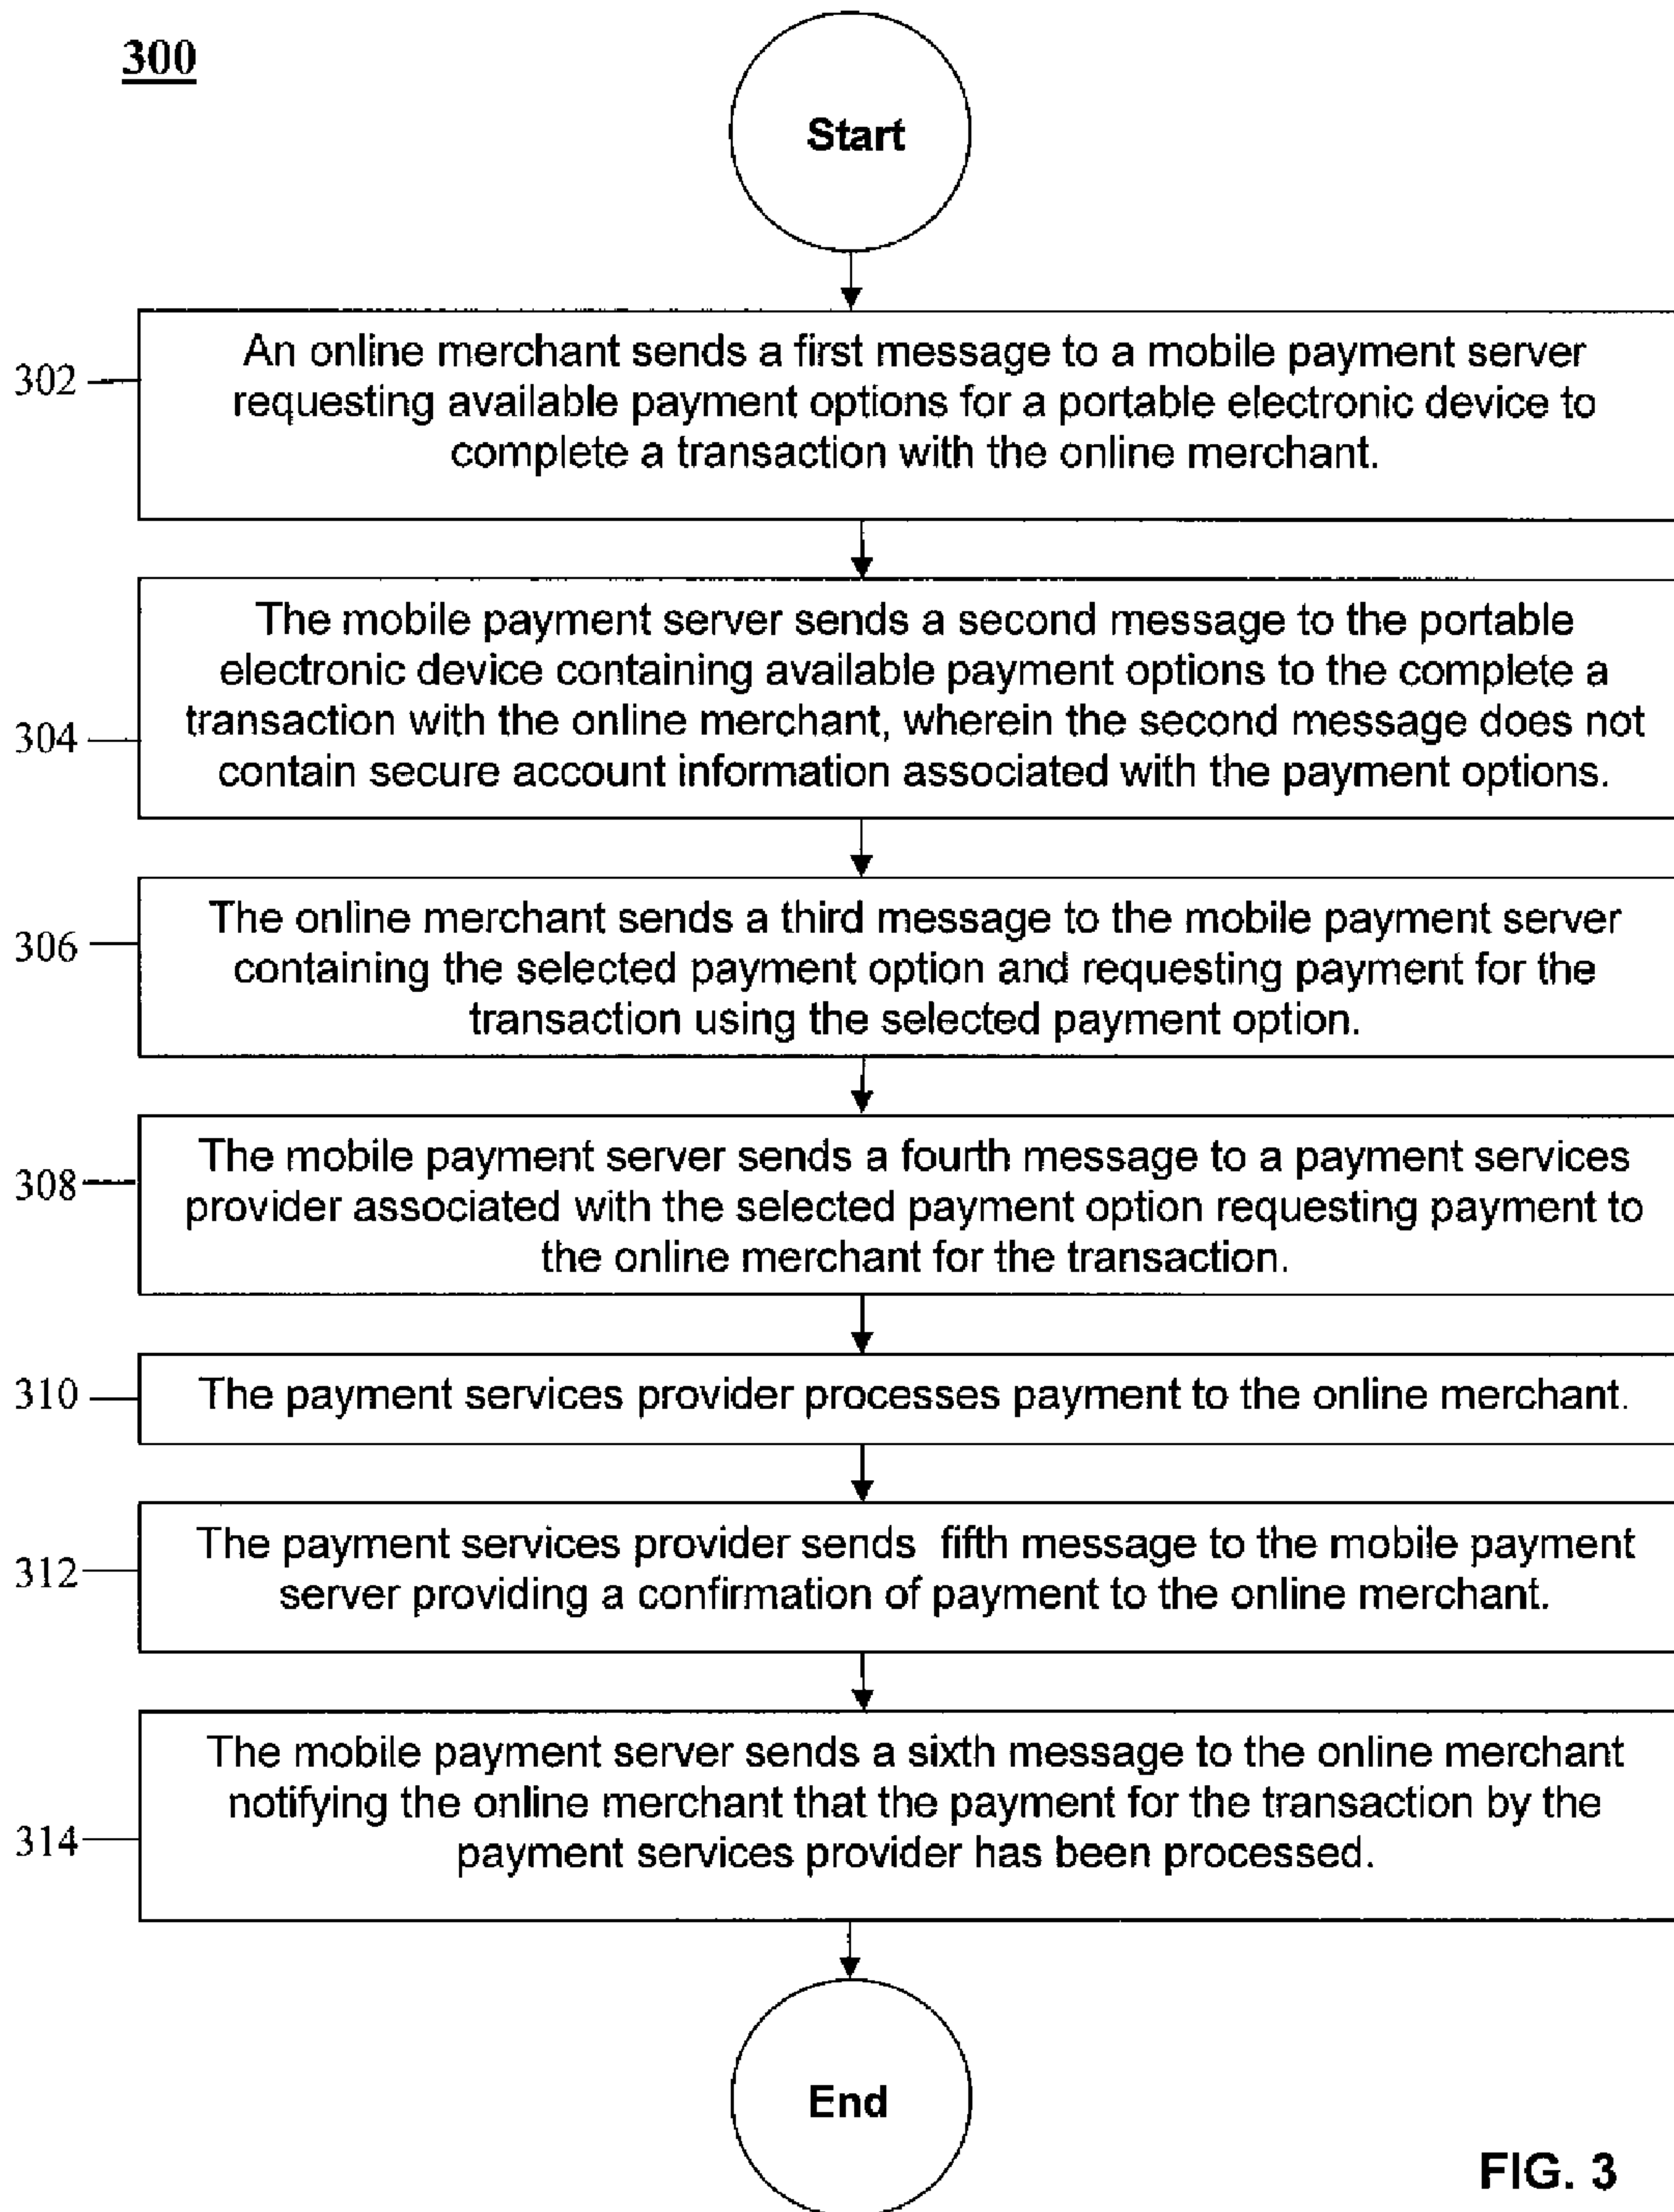 300
Start
302
An online merchant sends a first message to a mobile payment server
requesting available payment options for a portable electronic device to
complete a transaction with the online merchant.
304
The mobile payment server sends a second message to the portable
electronic device containing available payment options to the complete a
transaction with the online merchant, wherein the second message does not
contain secure account information associated with the payment options.
306
The online merchant sends a third message to the mobile payment server
containing the selected payment option and requesting payment for the
transaction using the selected payment option.
308
The mobile payment server sends a fourth message to a payment services
provider associated with the selected payment option requesting payment to
the online merchant for the transaction.
310
The payment services provider processes payment to the online merchant.
312
The payment services provider sends fifth message to the mobile payment
server providing a confirmation of payment to the online merchant.
314
The mobile payment server sends a sixth message to the online merchant
notifying the online merchant that the payment for the transaction by the
payment services provider has been processed.
End
FIG. 3